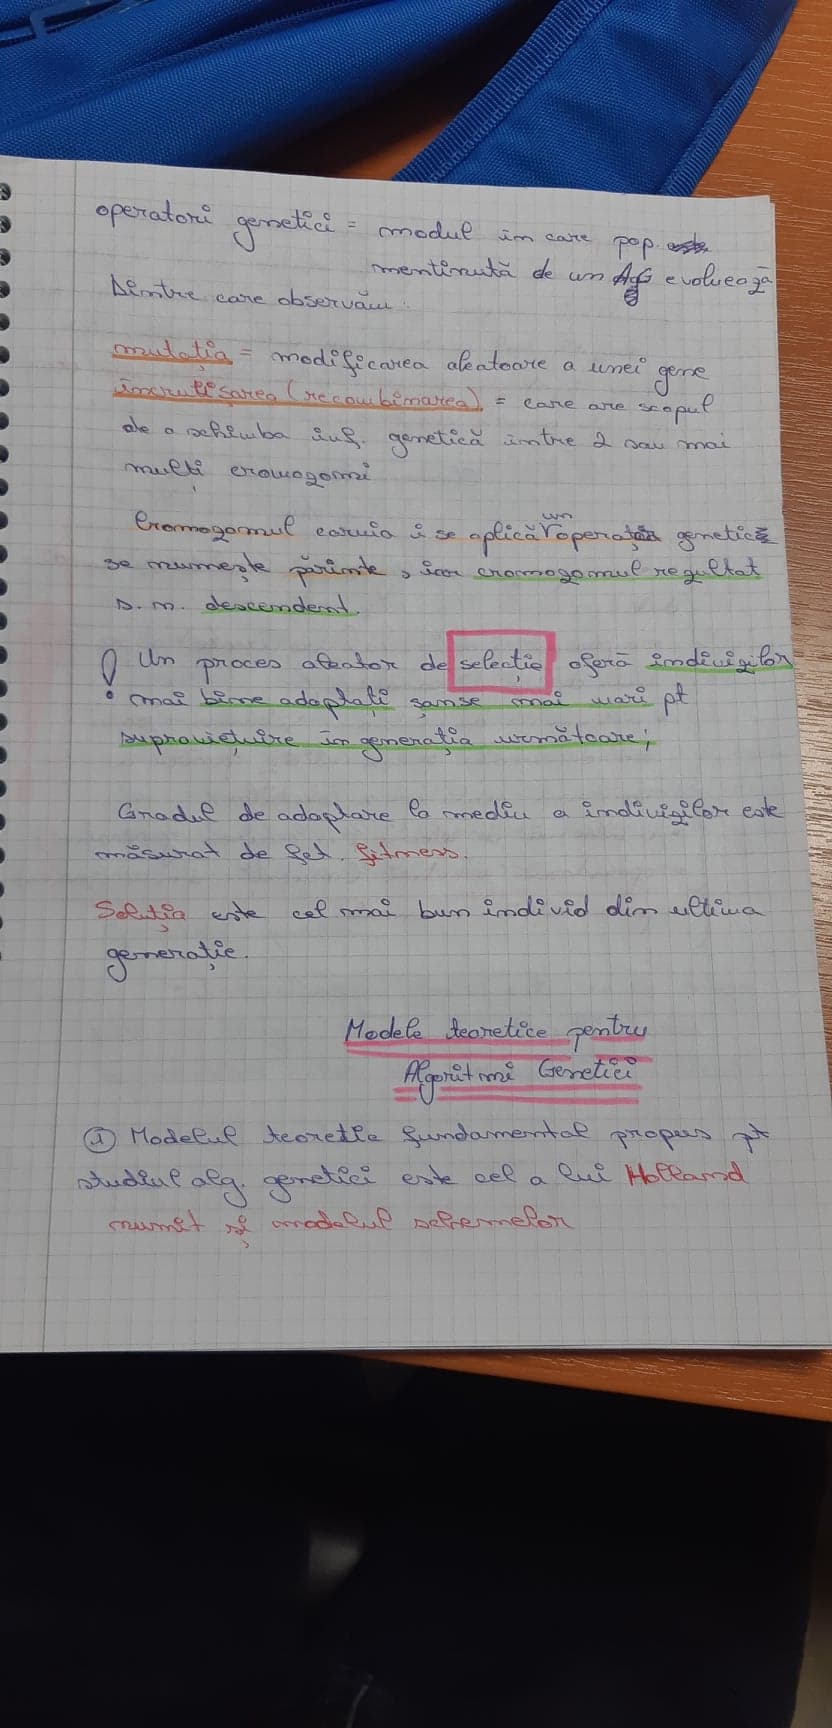 operatori genetici = modul în care pop.
mentinută de un AG evoluează
Dintre care observăm:
mutația = modificarea aleatoare a unei gene
încrucișarea (recombinarea) = care are scopul
de a schimba inf. genetică între 2 sau mai
mulți cromozomi
Cromozomul caruia i se aplică un operator genetic
se numește părinte, iar cromozomul rezultat
s. m. descendent.
! Un proces aleator de selecție oferă indivizilor
mai bine adaptați șanse mai mari pt
supraviețuire în generația următoare;
Gradul de adaptare la mediu a indivizilor este
măsurat de fct. fitness.
Soluția este cel mai bun individ din ultima
generație.
Modele teoretice pentru
Algoritmi Genetici
① Modelul teoretic fundamental propus pt
studiul alg. genetici este cel a lui Holland
numit și modelul schemelor